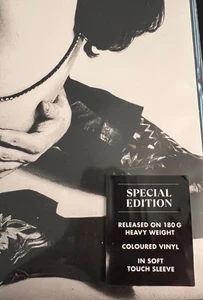 SPECIAL
EDITION
RELEASED ON 180G
HEAVY WEIGHT
COLOURED VINYL
IN SOFT
TOUCH SLEEVE